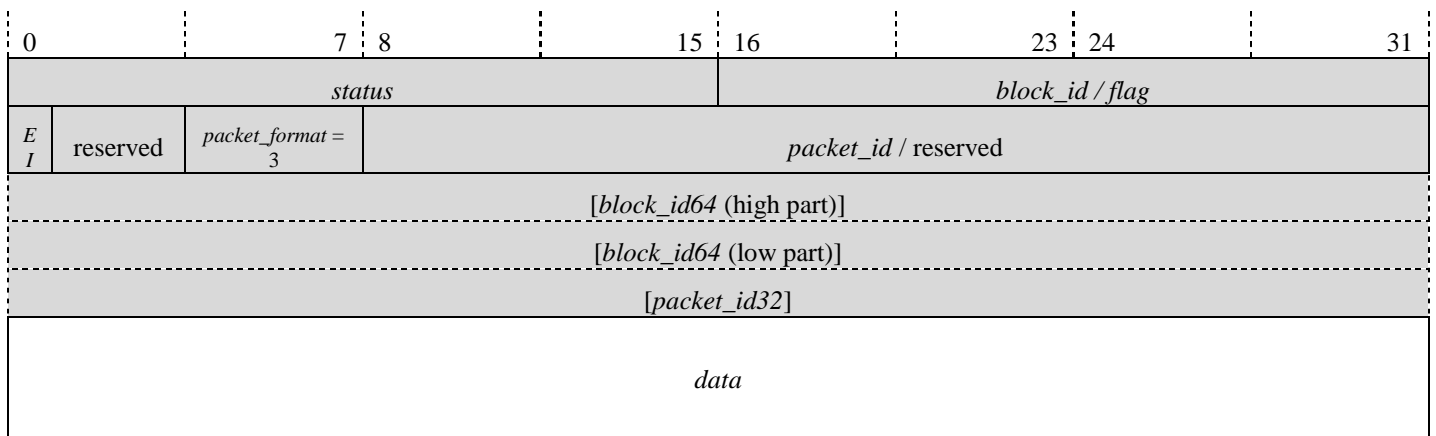 0 7 8 15 16 23 24 31
status block_id / flag
E
I reserved packet_format =
3 packet_id / reserved
[block_id64 (high part)]
[block_id64 (low part)]
[packet_id32]
data